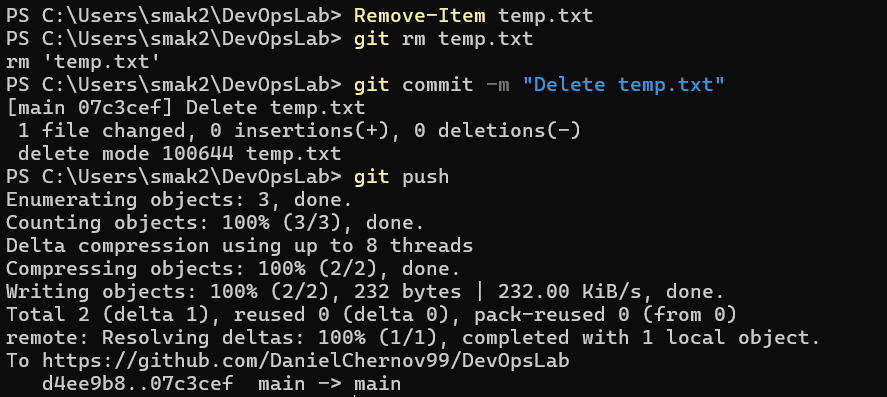 PS C:\Users\smak2\DevOpsLab> Remove-Item temp.txt
PS C:\Users\smak2\DevOpsLab> git rm temp.txt
rm 'temp.txt'
PS C:\Users\smak2\DevOpsLab> git commit -m "Delete temp.txt"
[main 07c3cef] Delete temp.txt
 1 file changed, 0 insertions(+), 0 deletions(-)
 delete mode 100644 temp.txt
PS C:\Users\smak2\DevOpsLab> git push
Enumerating objects: 3, done.
Counting objects: 100% (3/3), done.
Delta compression using up to 8 threads
Compressing objects: 100% (2/2), done.
Writing objects: 100% (2/2), 232 bytes | 232.00 KiB/s, done.
Total 2 (delta 1), reused 0 (delta 0), pack-reused 0 (from 0)
remote: Resolving deltas: 100% (1/1), completed with 1 local object.
To https://github.com/DanielChernov99/DevOpsLab
   d4ee9b8..07c3cef  main -> main